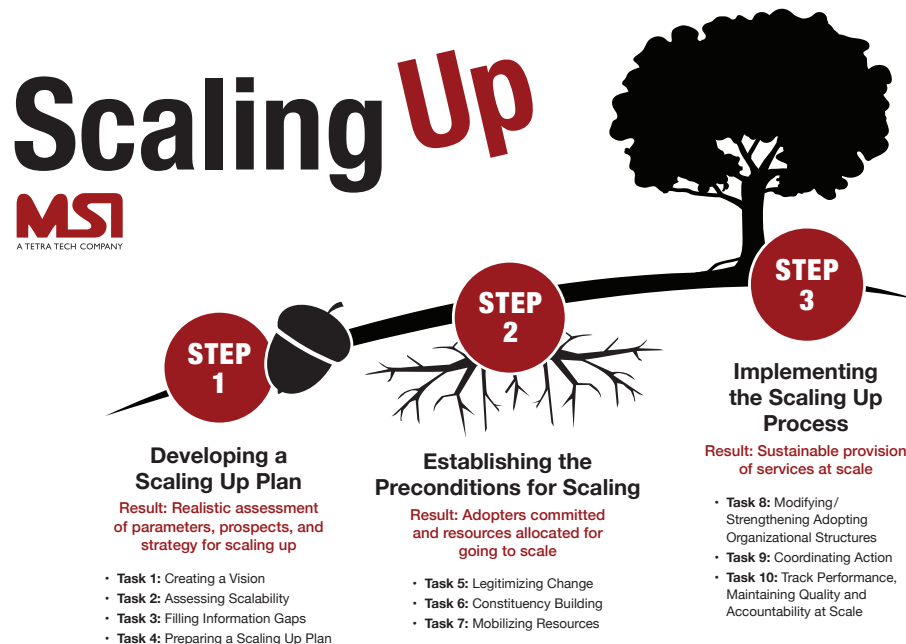 Scaling Up
MSI
A TETRA TECH COMPANY
STEP
1
Developing a
Scaling Up Plan
Result: Realistic assessment
of parameters, prospects, and
strategy for scaling up
• Task 1: Creating a Vision
• Task 2: Assessing Scalability
• Task 3: Filling Information Gaps
• Task 4: Preparing a Scaling Up Plan
STEP
2
Establishing the
Preconditions for Scaling
Result: Adopters committed
and resources allocated for
going to scale
• Task 5: Legitimizing Change
• Task 6: Constituency Building
• Task 7: Mobilizing Resources
STEP
3
Implementing
the Scaling Up
Process
Result: Sustainable provision
of services at scale
• Task 8: Modifying/
Strengthening Adopting
Organizational Structures
• Task 9: Coordinating Action
• Task 10: Track Performance,
Maintaining Quality and
Accountability at Scale